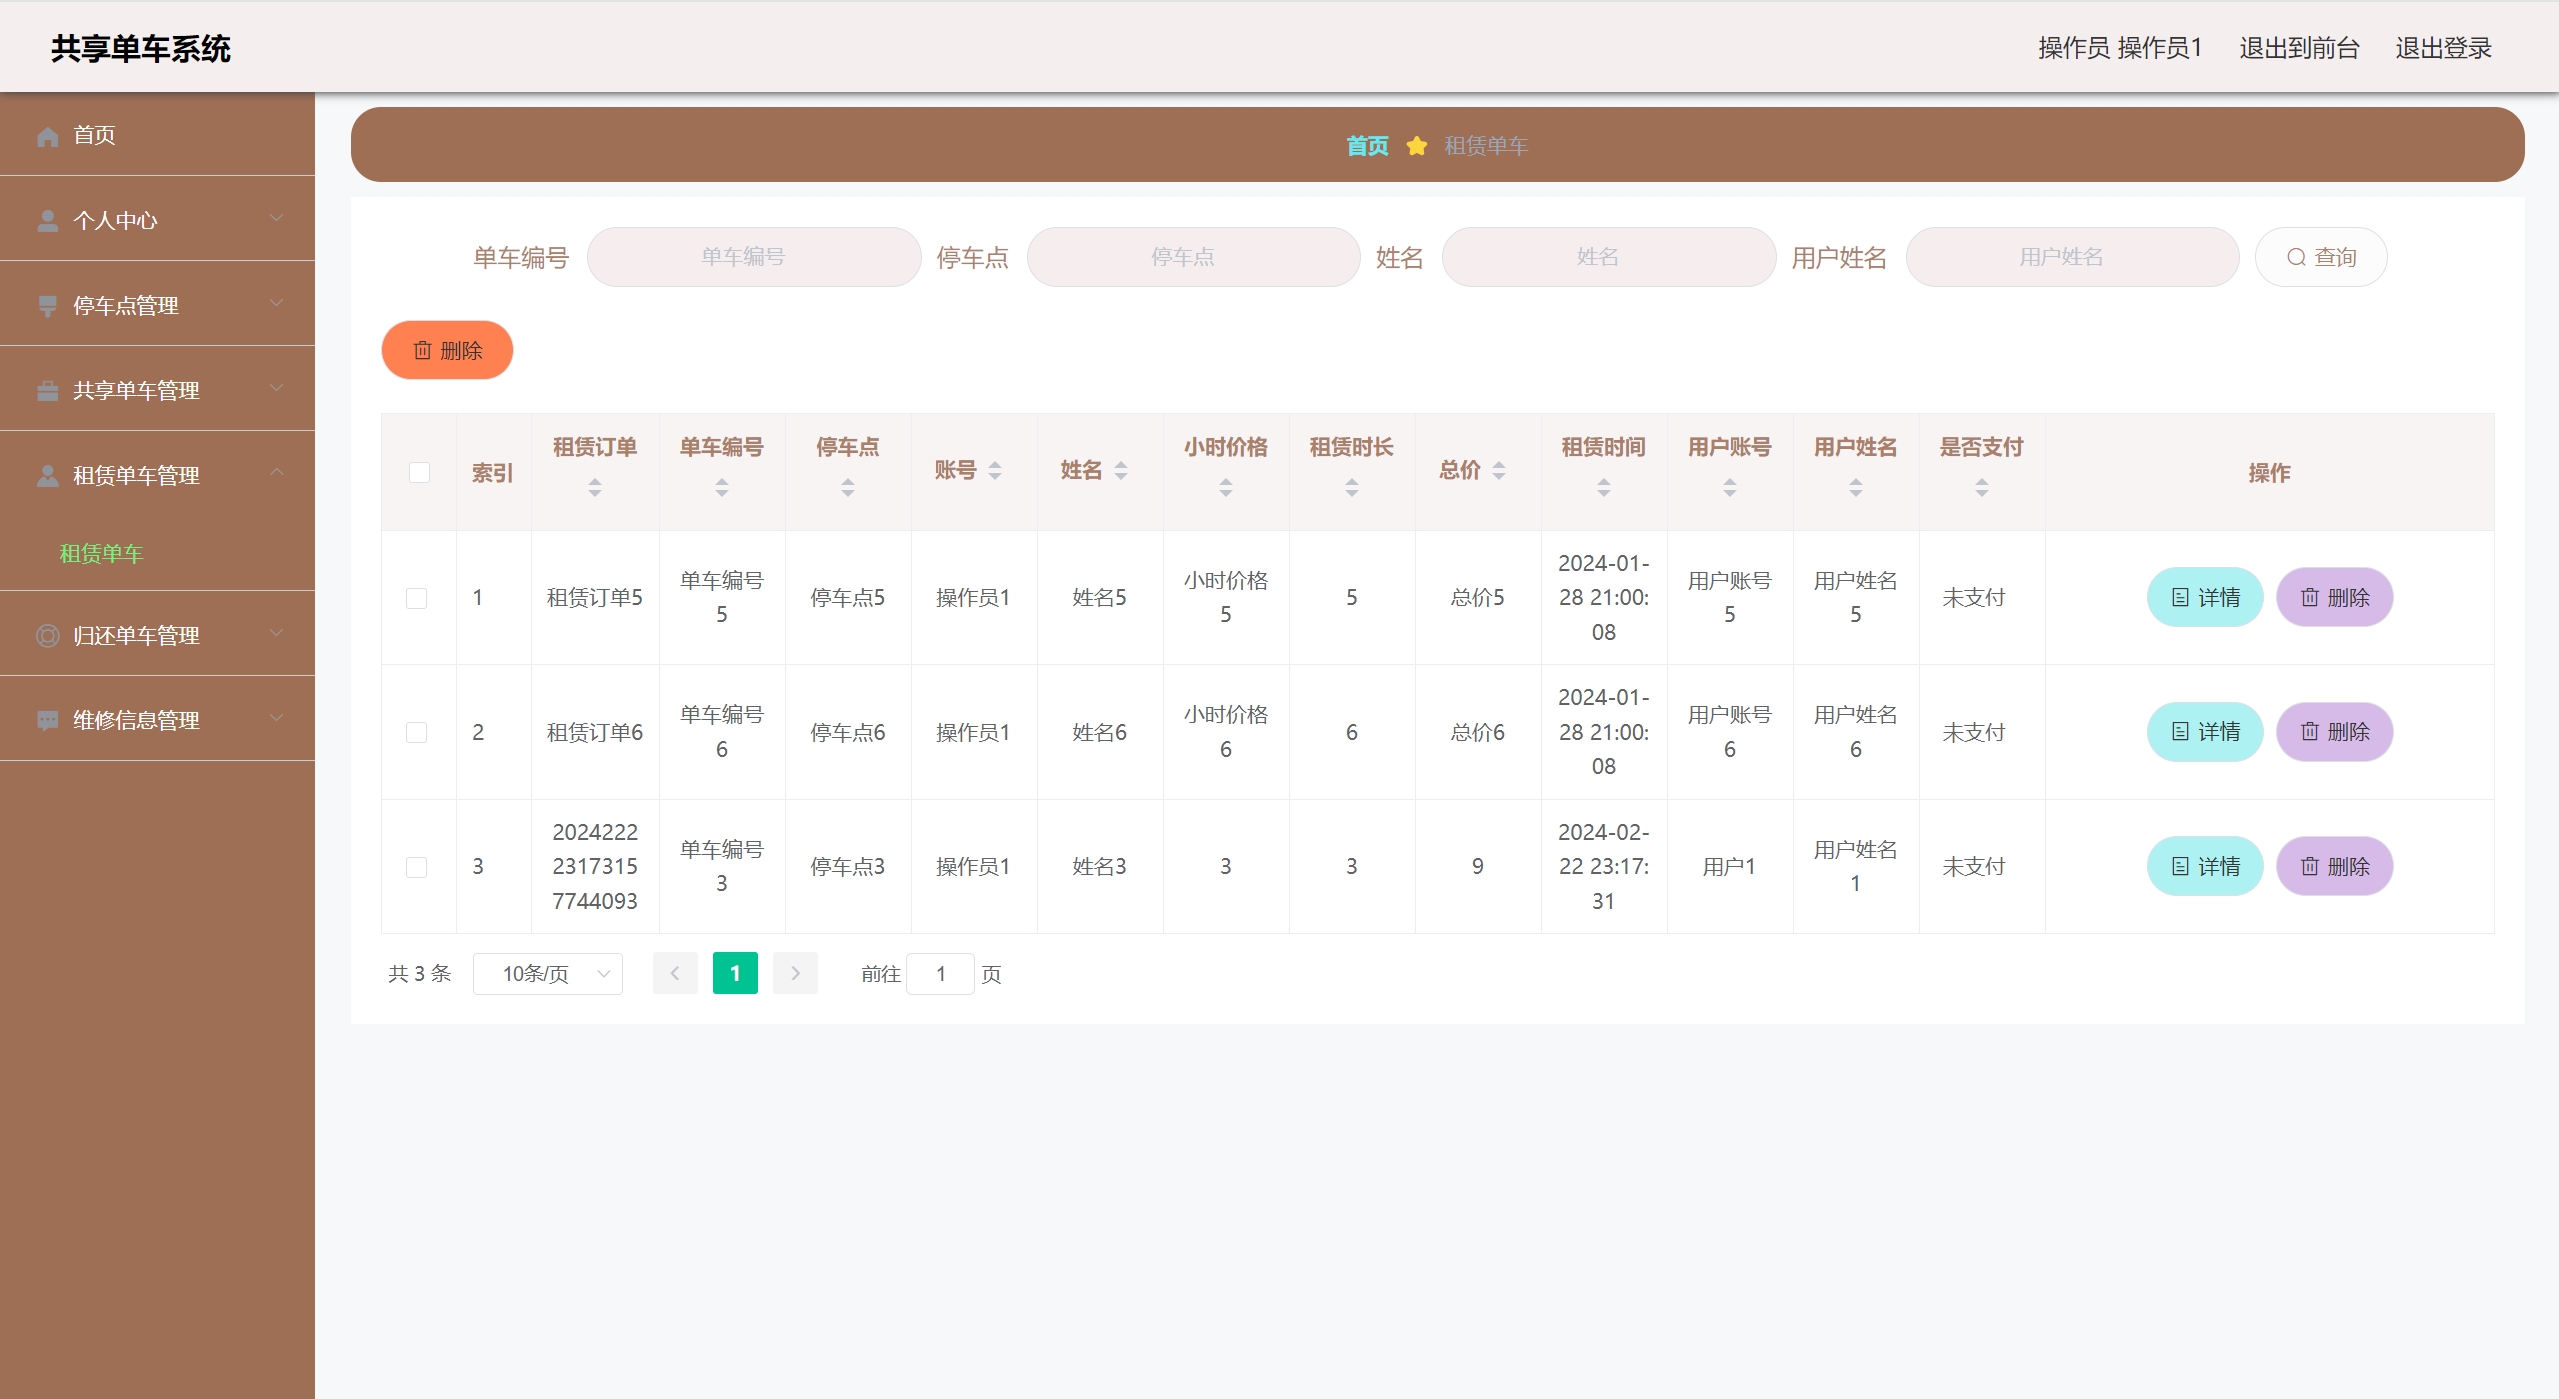 共享单车系统
操作员 操作员1 退出到前台 退出登录
首页
个人中心
停车点管理
共享单车管理
租赁单车管理
租赁单车
归还单车管理
维修信息管理
首页 租赁单车
单车编号 单车编号 停车点 停车点 姓名 姓名 用户姓名 用户姓名 查询
删除
索引 租赁订单 单车编号 停车点 账号 姓名 小时价格 租赁时长 总价 租赁时间 用户账号 用户姓名 是否支付 操作
1 租赁订单5 单车编号5 停车点5 操作员1 姓名5 小时价格5 5 总价5 2024-01-28 21:00:08 用户账号5 用户姓名5 未支付 详情 删除
2 租赁订单6 单车编号6 停车点6 操作员1 姓名6 小时价格6 6 总价6 2024-01-28 21:00:08 用户账号6 用户姓名6 未支付 详情 删除
3 202422223173157744093 单车编号3 停车点3 操作员1 姓名3 3 3 9 2024-02-22 23:17:31 用户1 用户姓名1 未支付 详情 删除
共 3 条 10条/页 1 前往 1 页